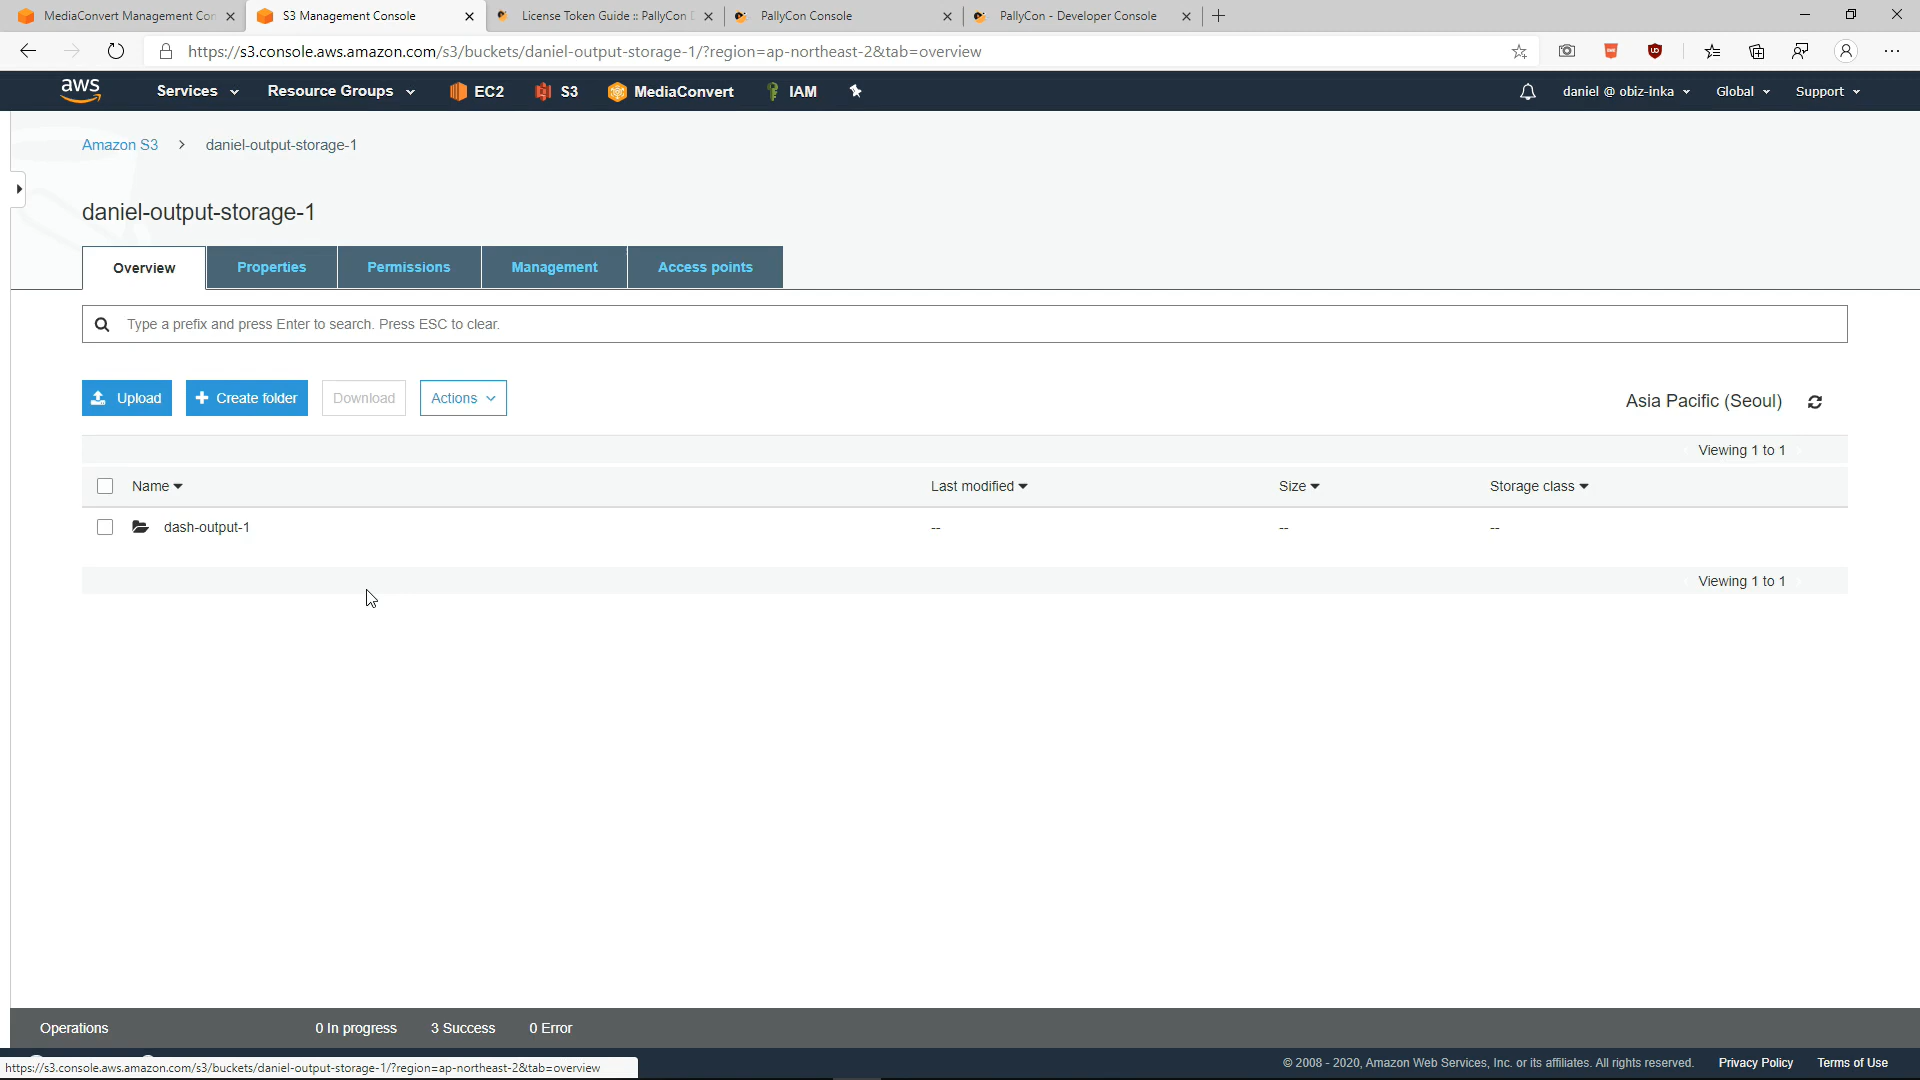 MediaConvert Management Con
S3 Management Console
License Token Guide :: PallyCon D
PallyCon Console
PallyCon - Developer Console
https://s3.console.aws.amazon.com/s3/buckets/daniel-output-storage-1/?region=ap-northeast-2&tab=overview
aws
Services
Resource Groups
EC2
S3
MediaConvert
IAM
daniel @ obiz-inka
Global
Support
Amazon S3 > daniel-output-storage-1
daniel-output-storage-1
Overview
Properties
Permissions
Management
Access points
Type a prefix and press Enter to search. Press ESC to clear.
Upload
Create folder
Download
Actions
Asia Pacific (Seoul)
Viewing 1 to 1
Name
Last modified
Size
Storage class
dash-output-1
--
--
--
Viewing 1 to 1
Operations
0 In progress
3 Success
0 Error
https://s3.console.aws.amazon.com/s3/buckets/daniel-output-storage-1/?region=ap-northeast-2&tab=overview
© 2008 - 2020, Amazon Web Services, Inc. or its affiliates. All rights reserved.
Privacy Policy
Terms of Use